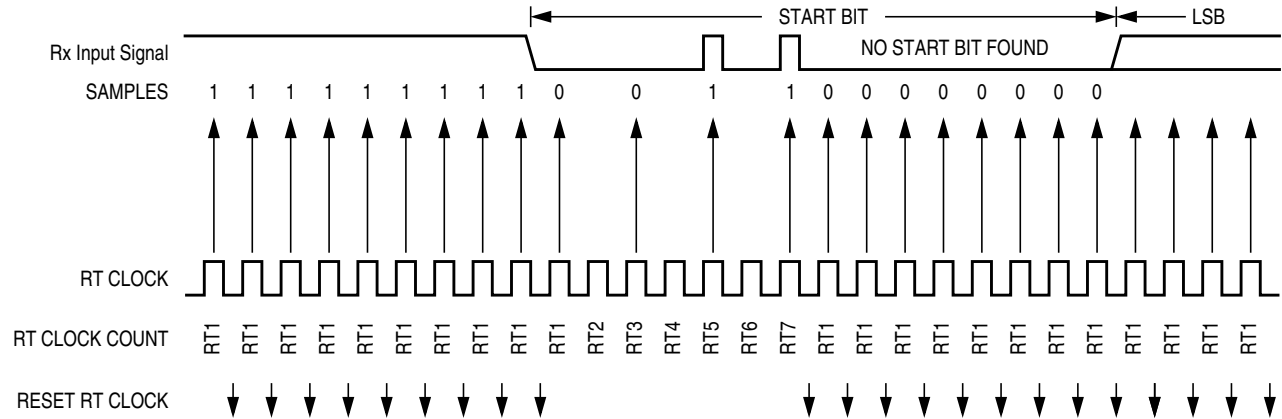 START BIT LSB
Rx Input Signal NO START BIT FOUND
SAMPLES 1 1 1 1 1 1 1 1 1 0 0 1 1 0 0 0 0 0 0 0 0
RT CLOCK
RT CLOCK COUNT RT1 RT1 RT1 RT1 RT1 RT1 RT1 RT1 RT1 RT1 RT2 RT3 RT4 RT5 RT6 RT7 RT1 RT1 RT1 RT1 RT1 RT1 RT1 RT1 RT1 RT1 RT1 RT1
RESET RT CLOCK